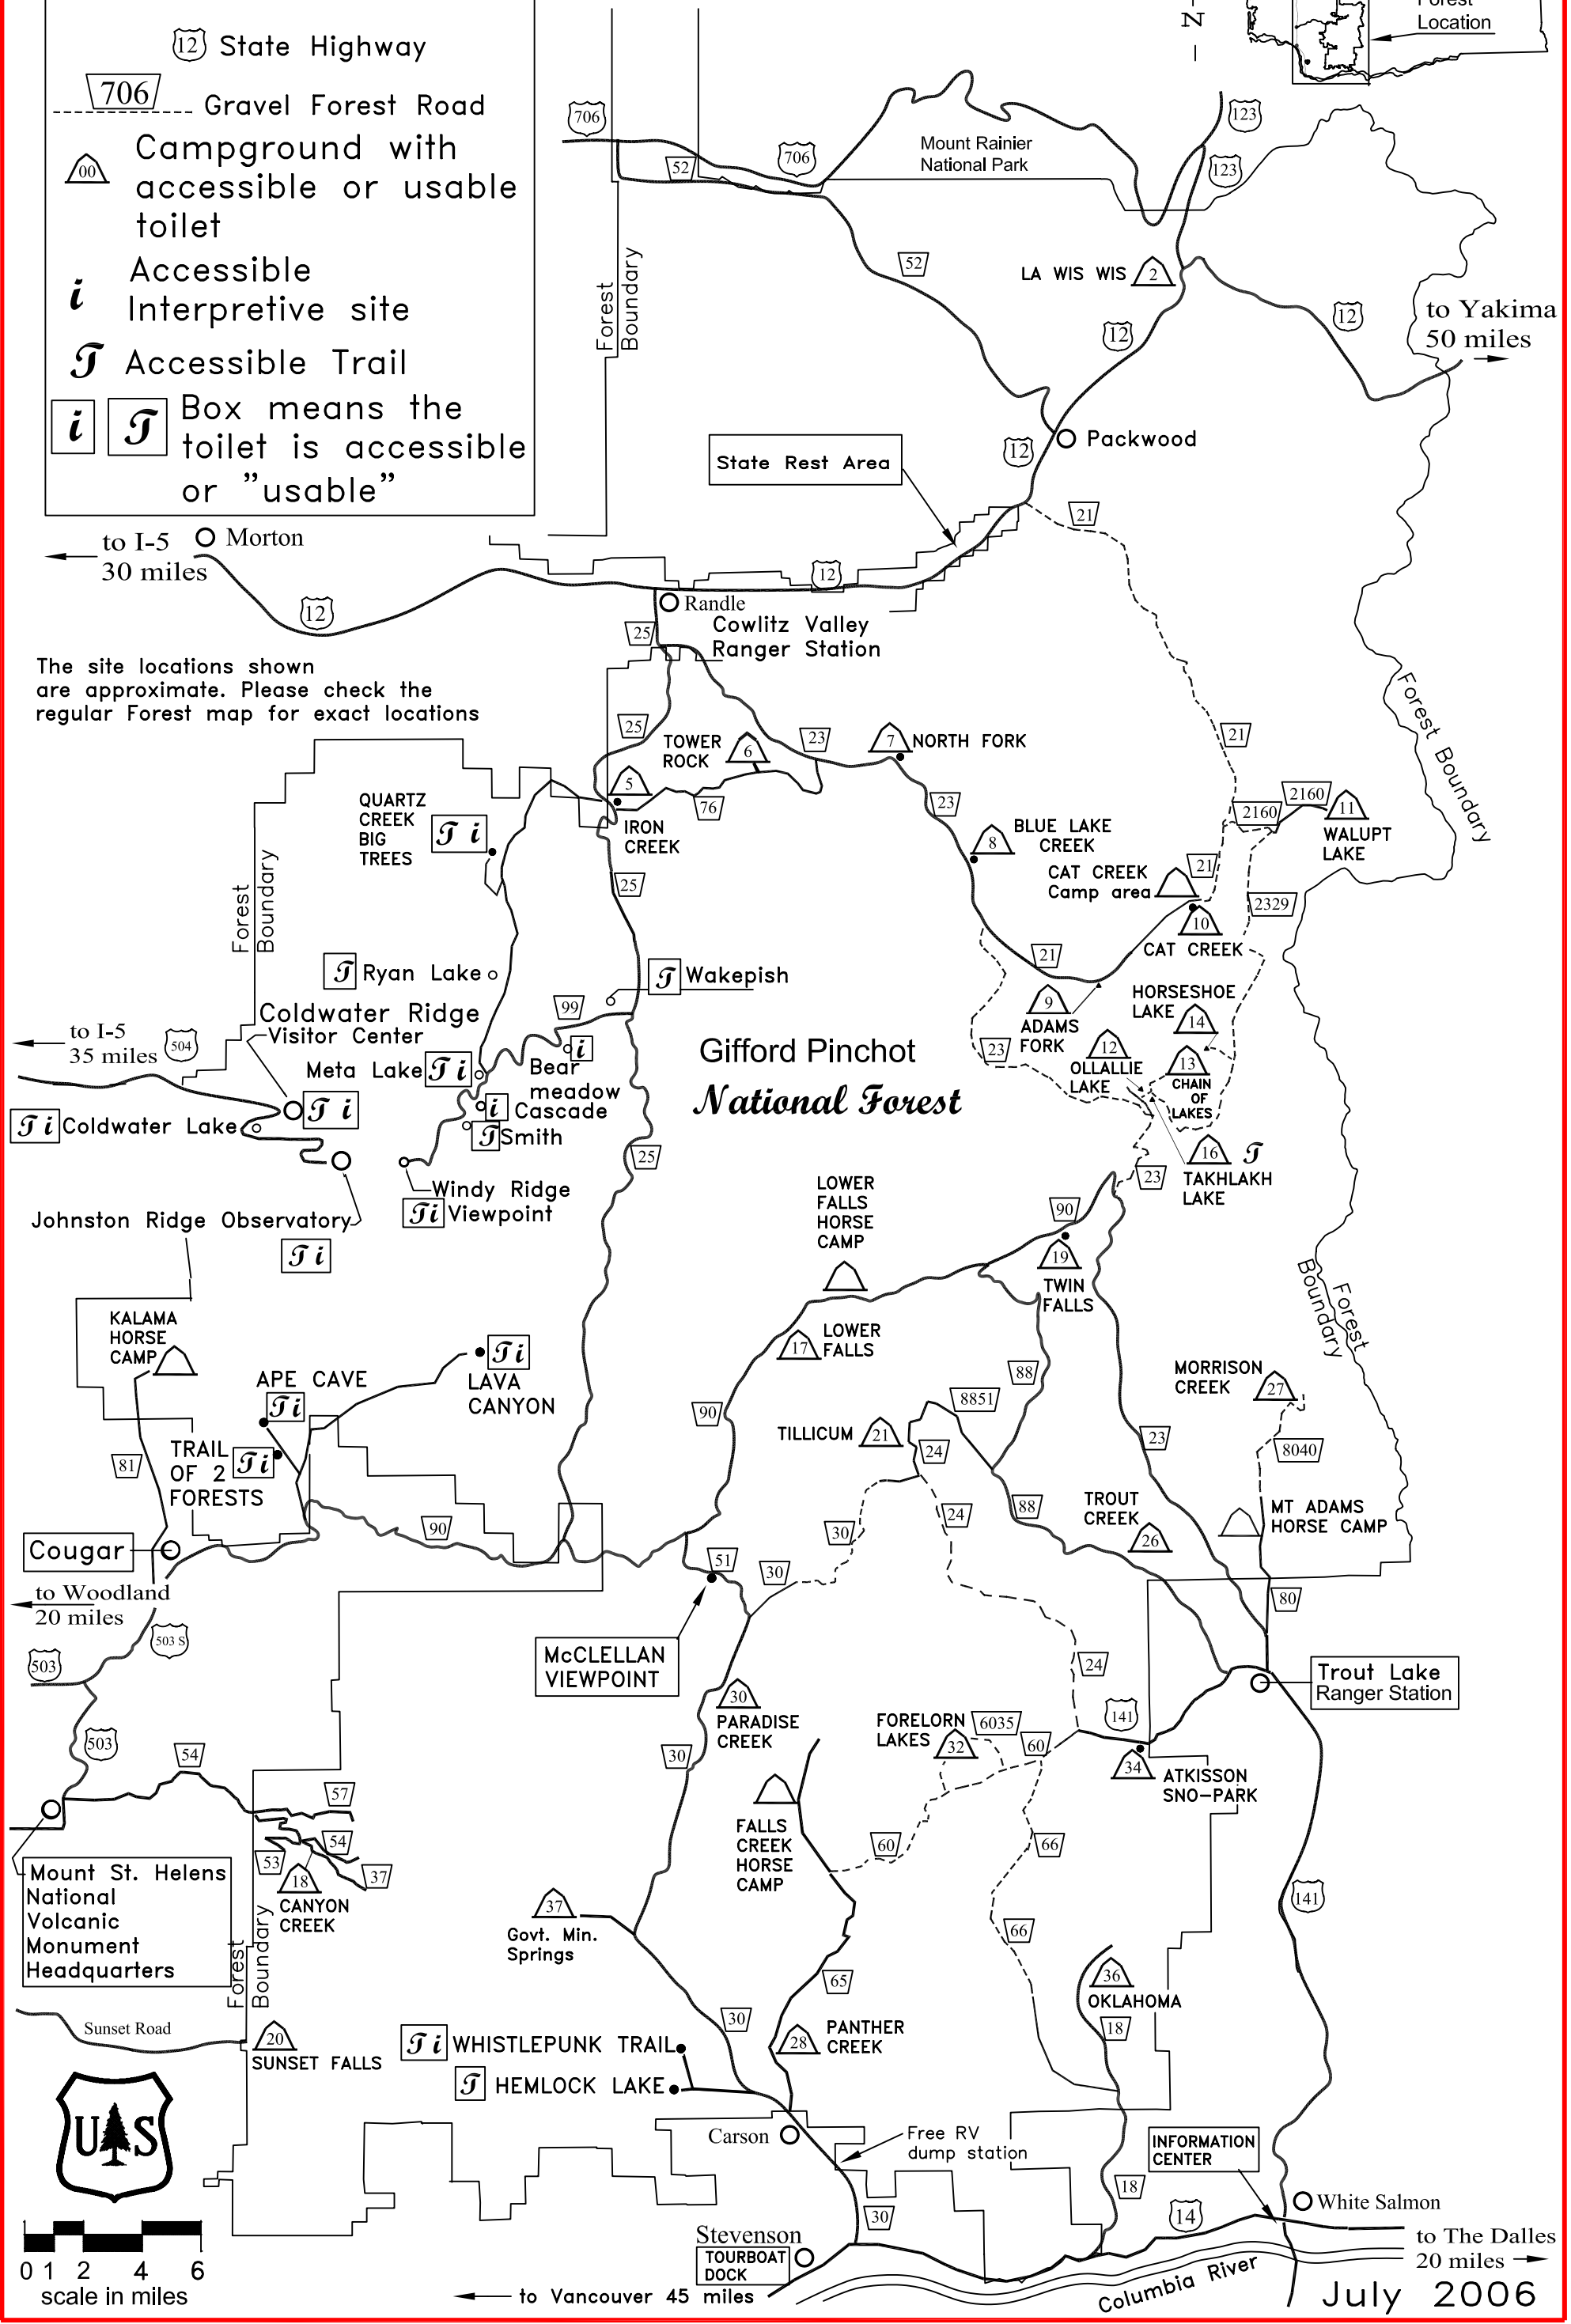 12 State Highway
706
Gravel Forest Road
00
Campground with
accessible or usable
toilet
i
Accessible
Interpretive site
T Accessible Trail
i T
Box means the
toilet is accessible
or "usable"
N
Forest
Location
706
52
706
Mount Rainier
National Park
123
123
Forest
Boundary
52
LA WIS WIS
2
12
12
to Yakima
50 miles
12
Packwood
State Rest Area
21
to I-5
30 miles
Morton
12
12
Randle
Cowlitz Valley
Ranger Station
25
The site locations shown
are approximate. Please check the
regular Forest map for exact locations
25
TOWER
ROCK
6
23
7
NORTH FORK
21
Forest Boundary
5
IRON
CREEK
76
23
2160
2160
11
WALUPT
LAKE
QUARTZ
CREEK
BIG
TREES
T i
8
BLUE LAKE
CREEK
CAT CREEK
Camp area
21
2329
10
CAT CREEK
25
Forest
Boundary
21
T Ryan Lake
T Wakepish
9
ADAMS
FORK
HORSESHOE
LAKE
14
Coldwater Ridge
Visitor Center
99
to I-5
35 miles
504
Gifford Pinchot
National Forest
23
12
OLLALLIE
LAKE
13
CHAIN
OF
LAKES
Meta Lake T i
i
Bear
meadow
i
Cascade
T Smith
T i
T i Coldwater Lake
25
16 T
TAKHLAKH
LAKE
23
Windy Ridge
T i Viewpoint
Johnston Ridge Observatory
T i
LOWER
FALLS
HORSE
CAMP
90
19
TWIN
FALLS
Forest
Boundary
KALAMA
HORSE
CAMP
17
LOWER
FALLS
APE CAVE
T i
T i
LAVA
CANYON
88
8851
MORRISON
CREEK
27
90
TILLICUM
21
24
23
8040
81
TRAIL
OF 2
FORESTS
T i
88
TROUT
CREEK
26
MT ADAMS
HORSE CAMP
90
30
24
Cougar
51
30
to Woodland
20 miles
80
503 S
503
McCLELLAN
VIEWPOINT
24
Trout Lake
Ranger Station
30
PARADISE
CREEK
FORELORN
LAKES
32
6035
60
141
34
ATKISSON
SNO-PARK
503
54
30
57
54
53
37
18
CANYON
CREEK
FALLS
CREEK
HORSE
CAMP
60
66
Mount St. Helens
National
Volcanic
Monument
Headquarters
Forest
Boundary
37
Govt. Min.
Springs
66
141
65
36
OKLAHOMA
18
Sunset Road
20
SUNSET FALLS
30
T i WHISTLEPUNK TRAIL
T HEMLOCK LAKE
28
PANTHER
CREEK
US
Carson
Free RV
dump station
INFORMATION
CENTER
18
14
White Salmon
30
Stevenson
TOURBOAT
DOCK
to The Dalles
20 miles
0 1 2 4 6
scale in miles
to Vancouver 45 miles
Columbia River
July 2006